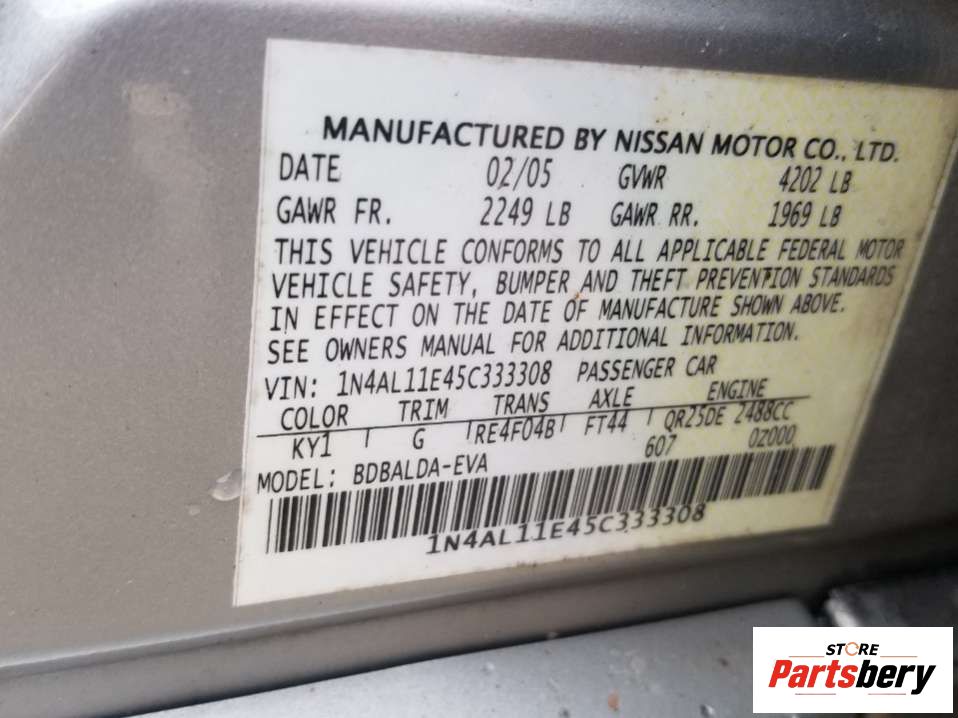 MANUFACTURED BY NISSAN MOTOR CO., LTD.
DATE 02/05 GVWR 4202 LB
GAWR FR. 2249 LB GAWR RR. 1969 LB
THIS VEHICLE CONFORMS TO ALL APPLICABLE FEDERAL MOTOR
VEHICLE SAFETY, BUMPER AND THEFT PREVENTION STANDARDS
IN EFFECT ON THE DATE OF MANUFACTURE SHOWN ABOVE.
SEE OWNERS MANUAL FOR ADDITIONAL INFORMATION.
VIN: 1N4AL11E45C333308 PASSENGER CAR
COLOR TRIM TRANS AXLE ENGINE
KY1 G RE4F04B FT44 QR25DE 2488CC
607 0Z000
MODEL: BDBALDA-EVA
1N4AL11E45C333308
STORE
Partsbery